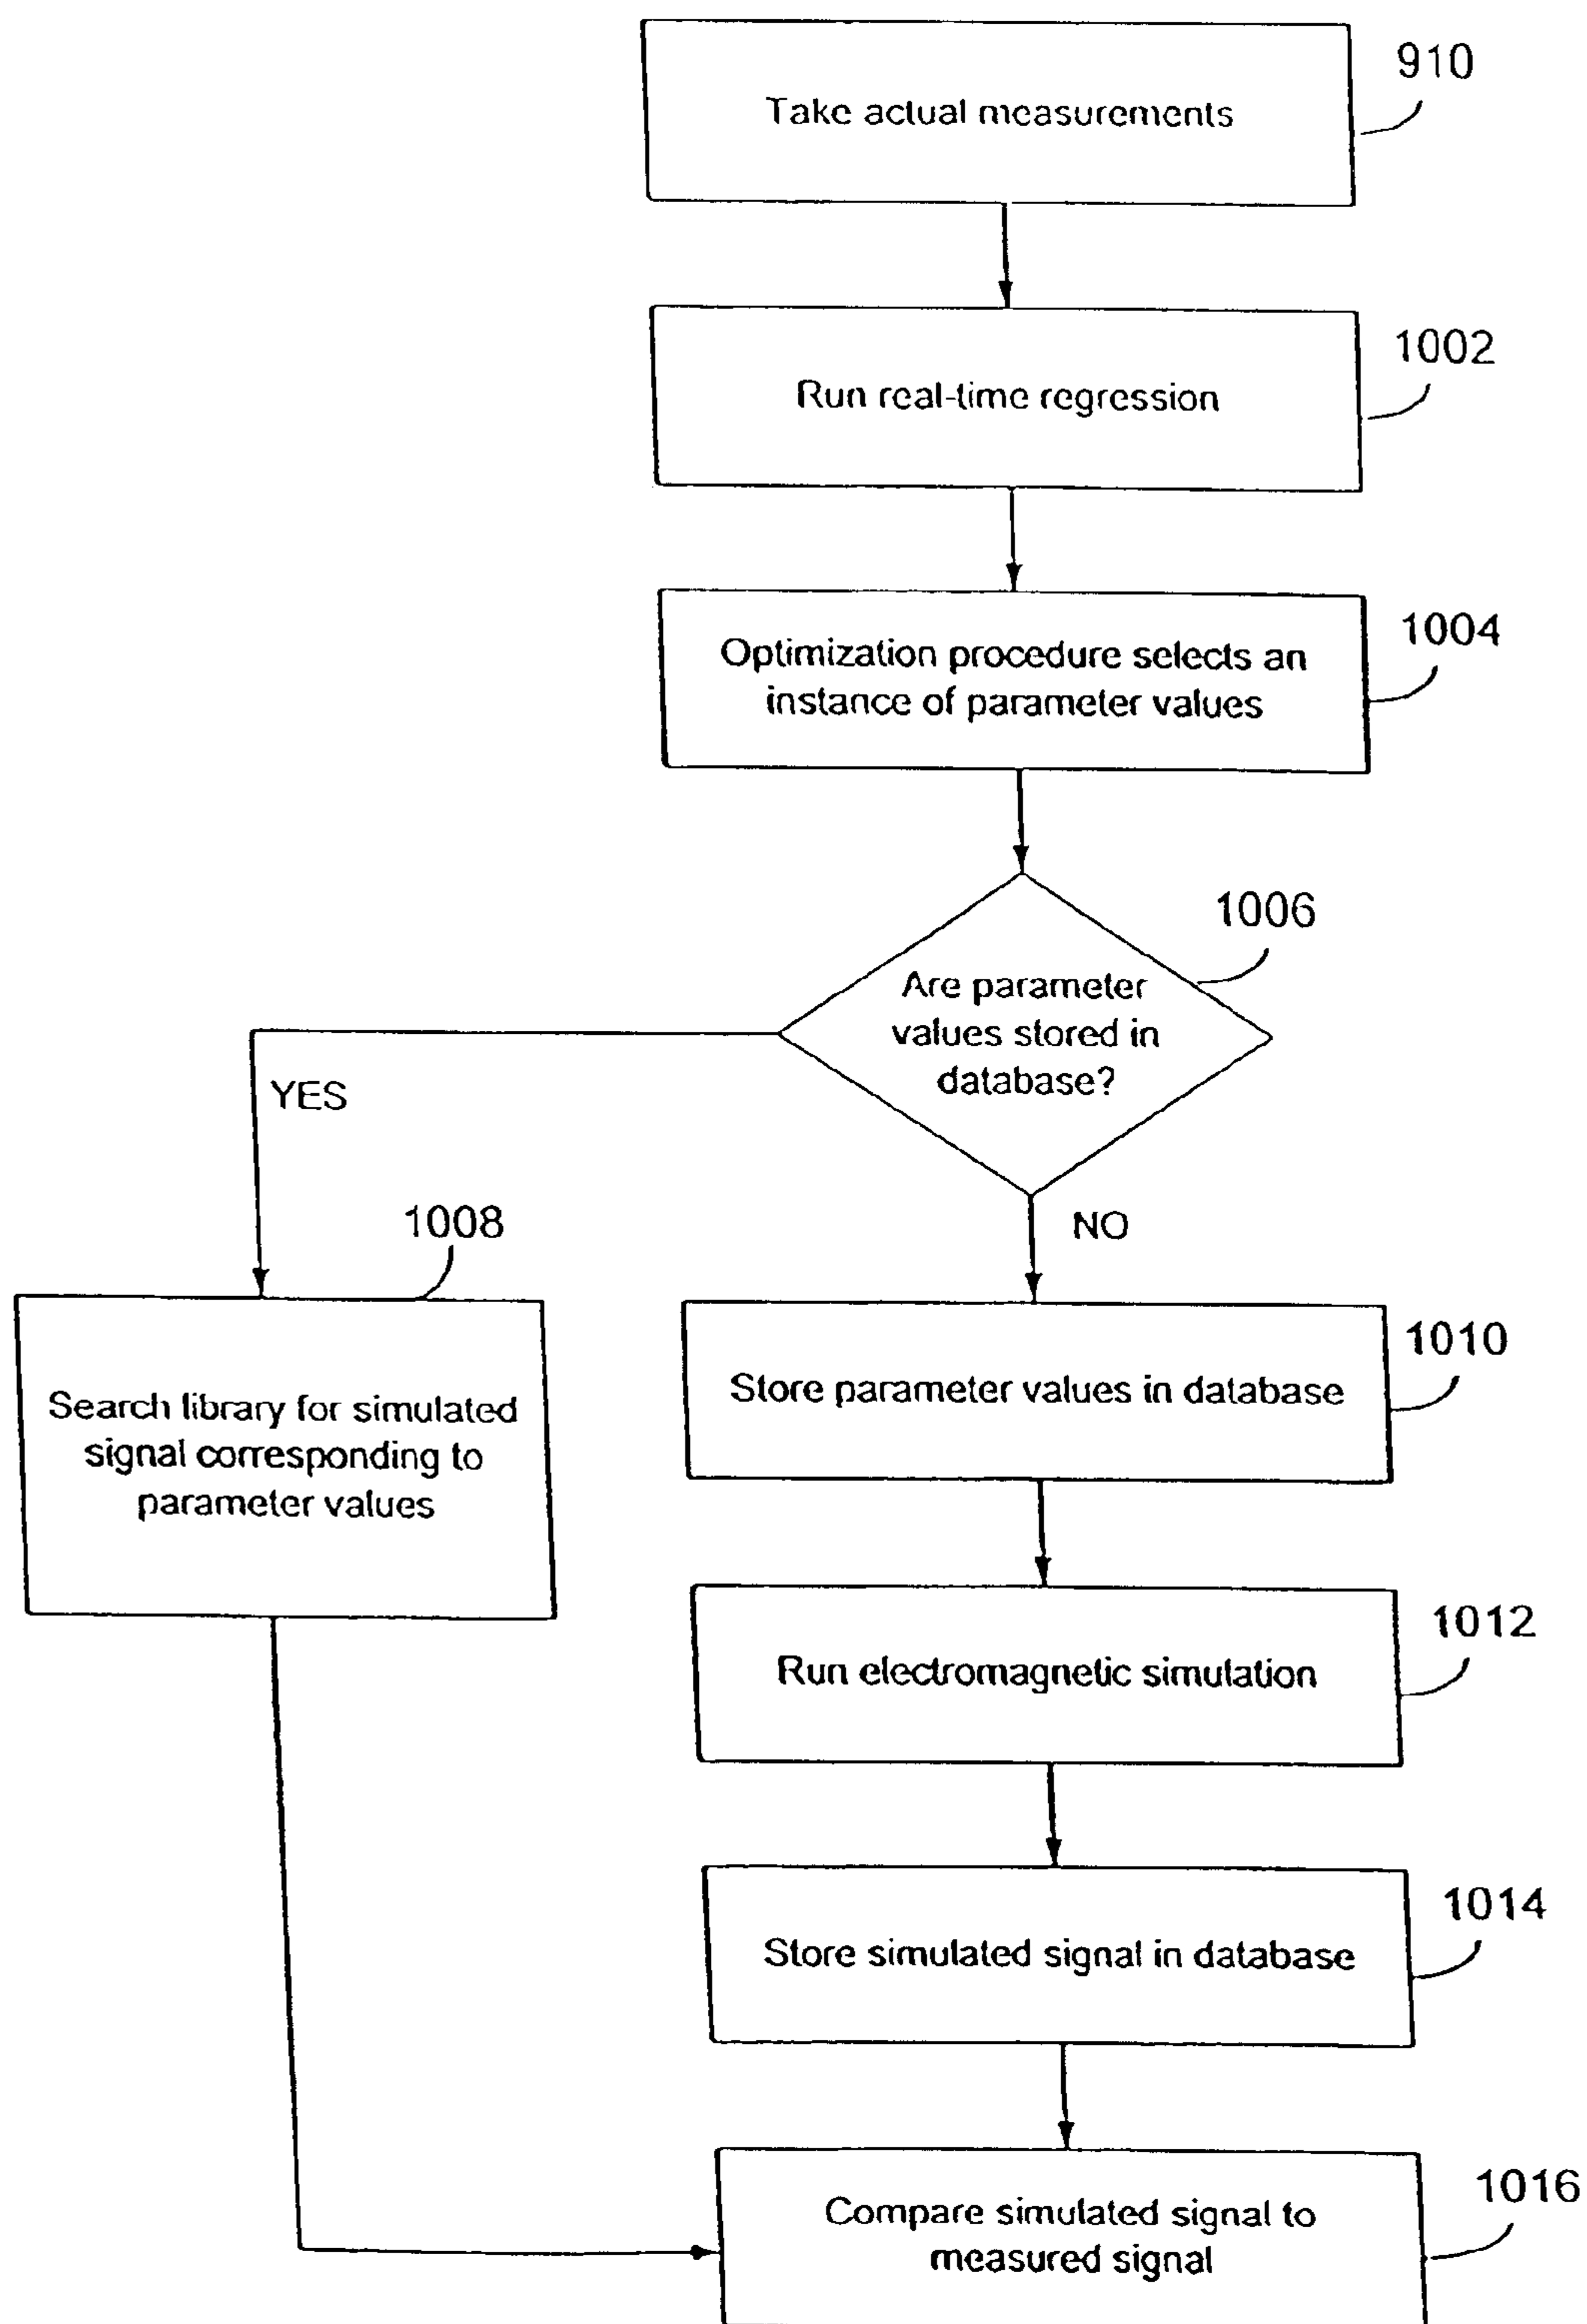 910
Take actual measurements
1002
Run real-time regression
1004
Optimization procedure selects an
instance of parameter values
1006
Are parameter
values stored in
database?
YES
NO
1008
Search library for simulated
signal corresponding to
parameter values
1010
Store parameter values in database
1012
Run electromagnetic simulation
1014
Store simulated signal in database
1016
Compare simulated signal to
measured signal